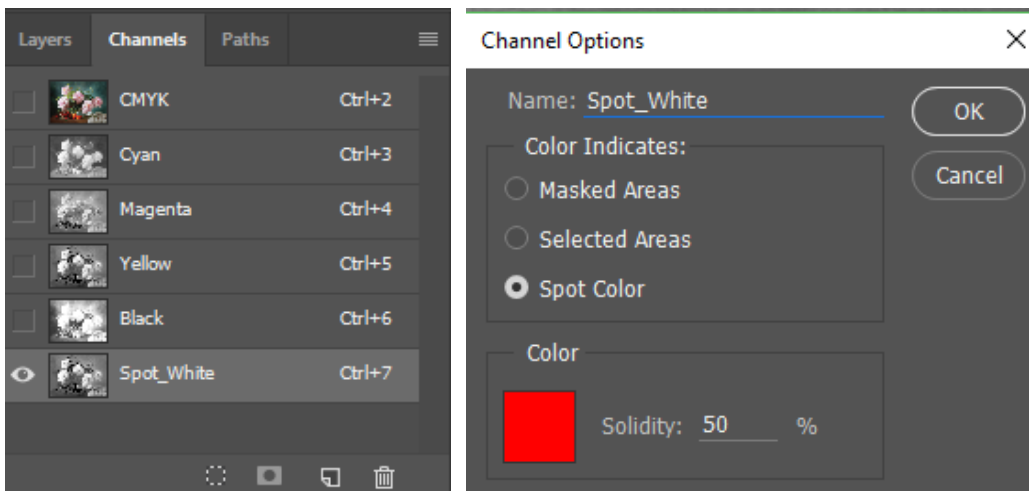 Layers Channels Paths
CMYK Ctrl+2
Cyan Ctrl+3
Magenta Ctrl+4
Yellow Ctrl+5
Black Ctrl+6
Spot_White Ctrl+7
Channel Options
Name: Spot_White
OK
Color Indicates:
Cancel
Masked Areas
Selected Areas
Spot Color
Color
Solidity: 50 %